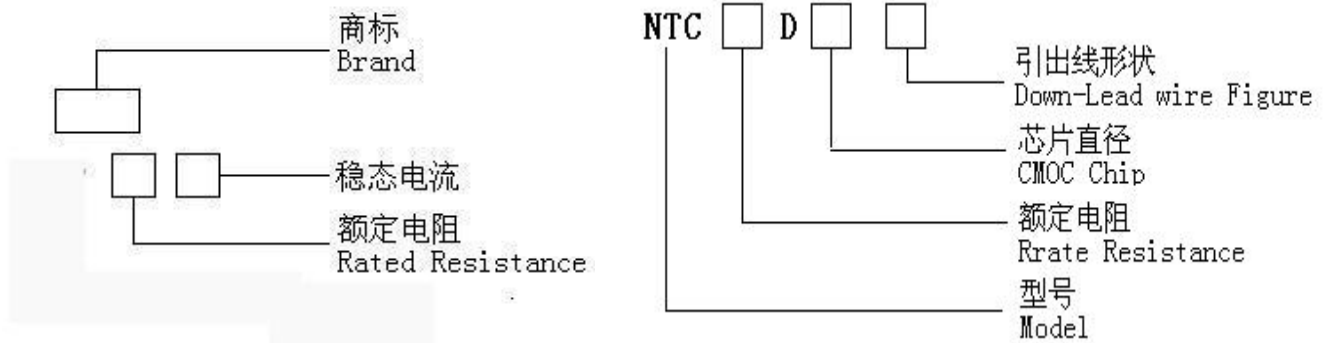 商标
Brand
稳态电流
额定电阻
Rated Resistance
NTC D
引出线形状
Down-Lead wire Figure
芯片直径
CMOC Chip
额定电阻
Rrate Resistance
型号
Model